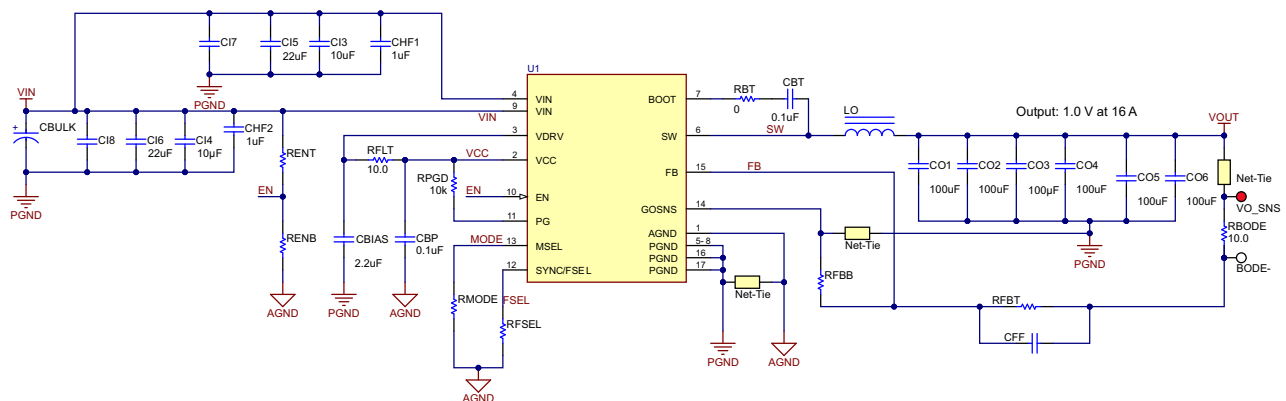 CI7
CI5
22uF
CI3
10uF
CHF1
1uF
PGND
VIN
CBULK
+
CI8
CI6
22uF
CI4
10µF
CHF2
1uF
PGND
RENT
EN
RENB
AGND
VIN
RFLT
10.0
VCC
RPGD
10k
EN
CBIAS
2.2uF
CBP
0.1uF
PGND
AGND
MODE
RMODE
FSEL
RFSEL
AGND
U1
4
VIN
9
VIN
3
VDRV
2
VCC
10
EN
11
PG
13
MSEL
12
SYNC/FSEL
BOOT
7
SW
6
FB
15
GOSNS
14
AGND
1
PGND
5- 8
PGND
16
PGND
17
RBT
0
CBT
0.1uF
SW
LO
FB
Net-Tie
PGND
AGND
Output: 1.0 V at 16 A
VOUT
CO1
100uF
CO2
100uF
CO3
100µF
CO4
100uF
CO5
100uF
CO6
100uF
Net-Tie
VO_SNS
RBODE
10.0
BODE-
Net-Tie
PGND
RFBB
RFBT
CFF